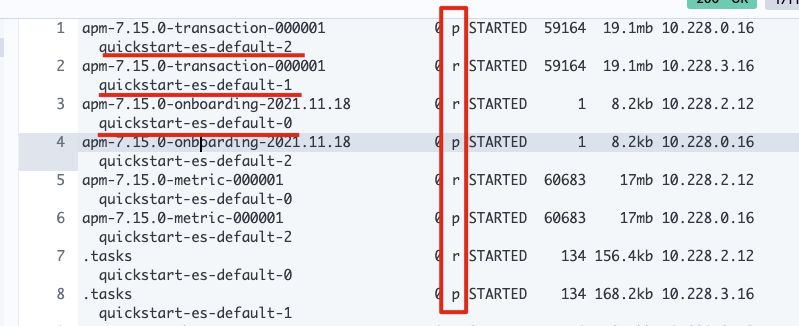 1 apm-7.15.0-transaction-000001 0 p STARTED 59164 19.1mb 10.228.0.16
quickstart-es-default-2
2 apm-7.15.0-transaction-000001 0 r STARTED 59164 19.1mb 10.228.3.16
quickstart-es-default-1
3 apm-7.15.0-onboarding-2021.11.18 0 r STARTED 1 8.2kb 10.228.2.12
quickstart-es-default-0
4 apm-7.15.0-onboarding-2021.11.18 0 p STARTED 1 8.2kb 10.228.0.16
quickstart-es-default-2
5 apm-7.15.0-metric-000001 0 r STARTED 60683 17mb 10.228.2.12
quickstart-es-default-0
6 apm-7.15.0-metric-000001 0 p STARTED 60683 17mb 10.228.0.16
quickstart-es-default-2
7 .tasks 0 r STARTED 134 156.4kb 10.228.2.12
quickstart-es-default-0
8 .tasks 0 p STARTED 134 168.2kb 10.228.3.16
quickstart-es-default-1